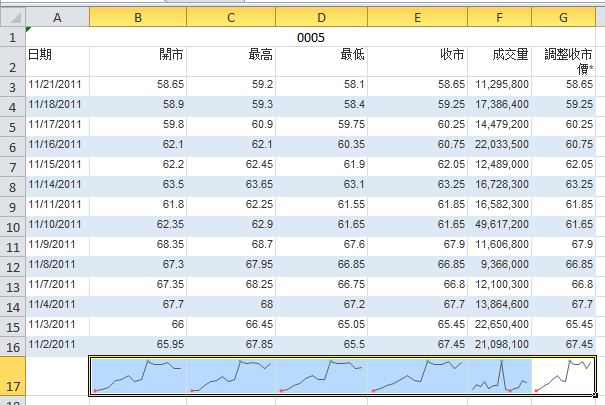 A B C D E F G
1 0005
日期 開市 最高 最低 收市 成交量 調整收市
2 價*
3 11/21/2011 58.65 59.2 58.1 58.65 11,295,800 58.65
4 11/18/2011 58.9 59.3 58.4 59.25 17,386,400 59.25
5 11/17/2011 59.8 60.9 59.75 60.25 14,479,200 60.25
6 11/16/2011 62.1 62.1 60.35 60.75 22,033,500 60.75
7 11/15/2011 62.2 62.45 61.9 62.05 12,489,000 62.05
8 11/14/2011 63.5 63.65 63.1 63.25 16,728,300 63.25
9 11/11/2011 61.8 62.25 61.55 61.85 16,582,300 61.85
10 11/10/2011 62.35 62.9 61.65 61.65 49,617,200 61.65
11 11/9/2011 68.35 68.7 67.6 67.9 11,606,800 67.9
12 11/8/2011 67.3 67.95 66.85 66.85 9,366,000 66.85
13 11/7/2011 67.35 68.25 66.75 66.8 12,100,300 66.8
14 11/4/2011 67.7 68 67.2 67.7 13,864,600 67.7
15 11/3/2011 66 66.45 65.05 65.45 22,650,400 65.45
16 11/2/2011 65.95 67.85 65.5 67.45 21,098,100 67.45
17